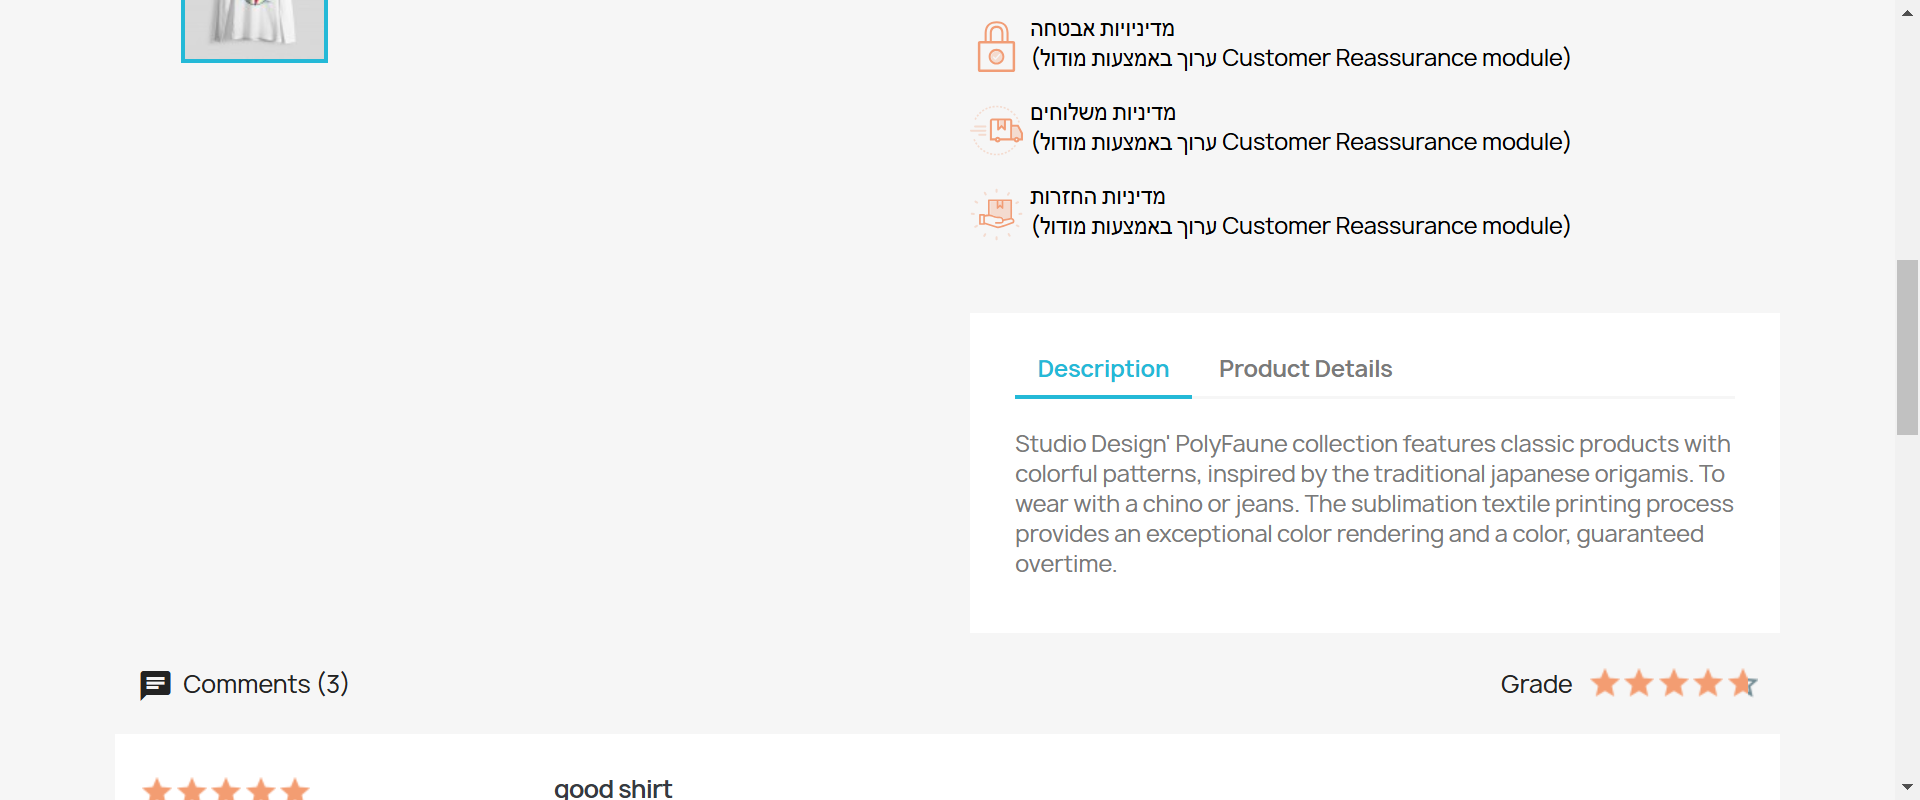 מדיניויות אבטחה
(ערוך באמצעות מודול Customer Reassurance module)
מדיניות משלוחים
(ערוך באמצעות מודול Customer Reassurance module)
מדיניות החזרות
(ערוך באמצעות מודול Customer Reassurance module)
Description
Product Details
Studio Design' PolyFaune collection features classic products with
colorful patterns, inspired by the traditional japanese origamis. To
wear with a chino or jeans. The sublimation textile printing process
provides an exceptional color rendering and a color, guaranteed
overtime.
Comments (3)
Grade
good shirt